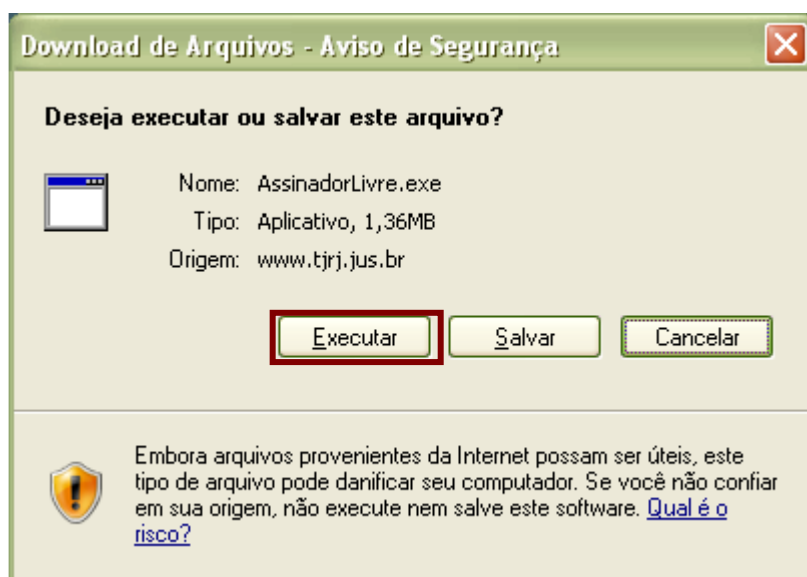 Download de Arquivos - Aviso de Segurança
Deseja executar ou salvar este arquivo?
Nome: AssinadorLivre.exe
Tipo: Aplicativo, 1,36MB
Origem: www.tjrj.jus.br
Executar Salvar Cancelar
Embora arquivos provenientes da Internet possam ser úteis, este
tipo de arquivo pode danificar seu computador. Se você não confiar
em sua origem, não execute nem salve este software. Qual é o
risco?